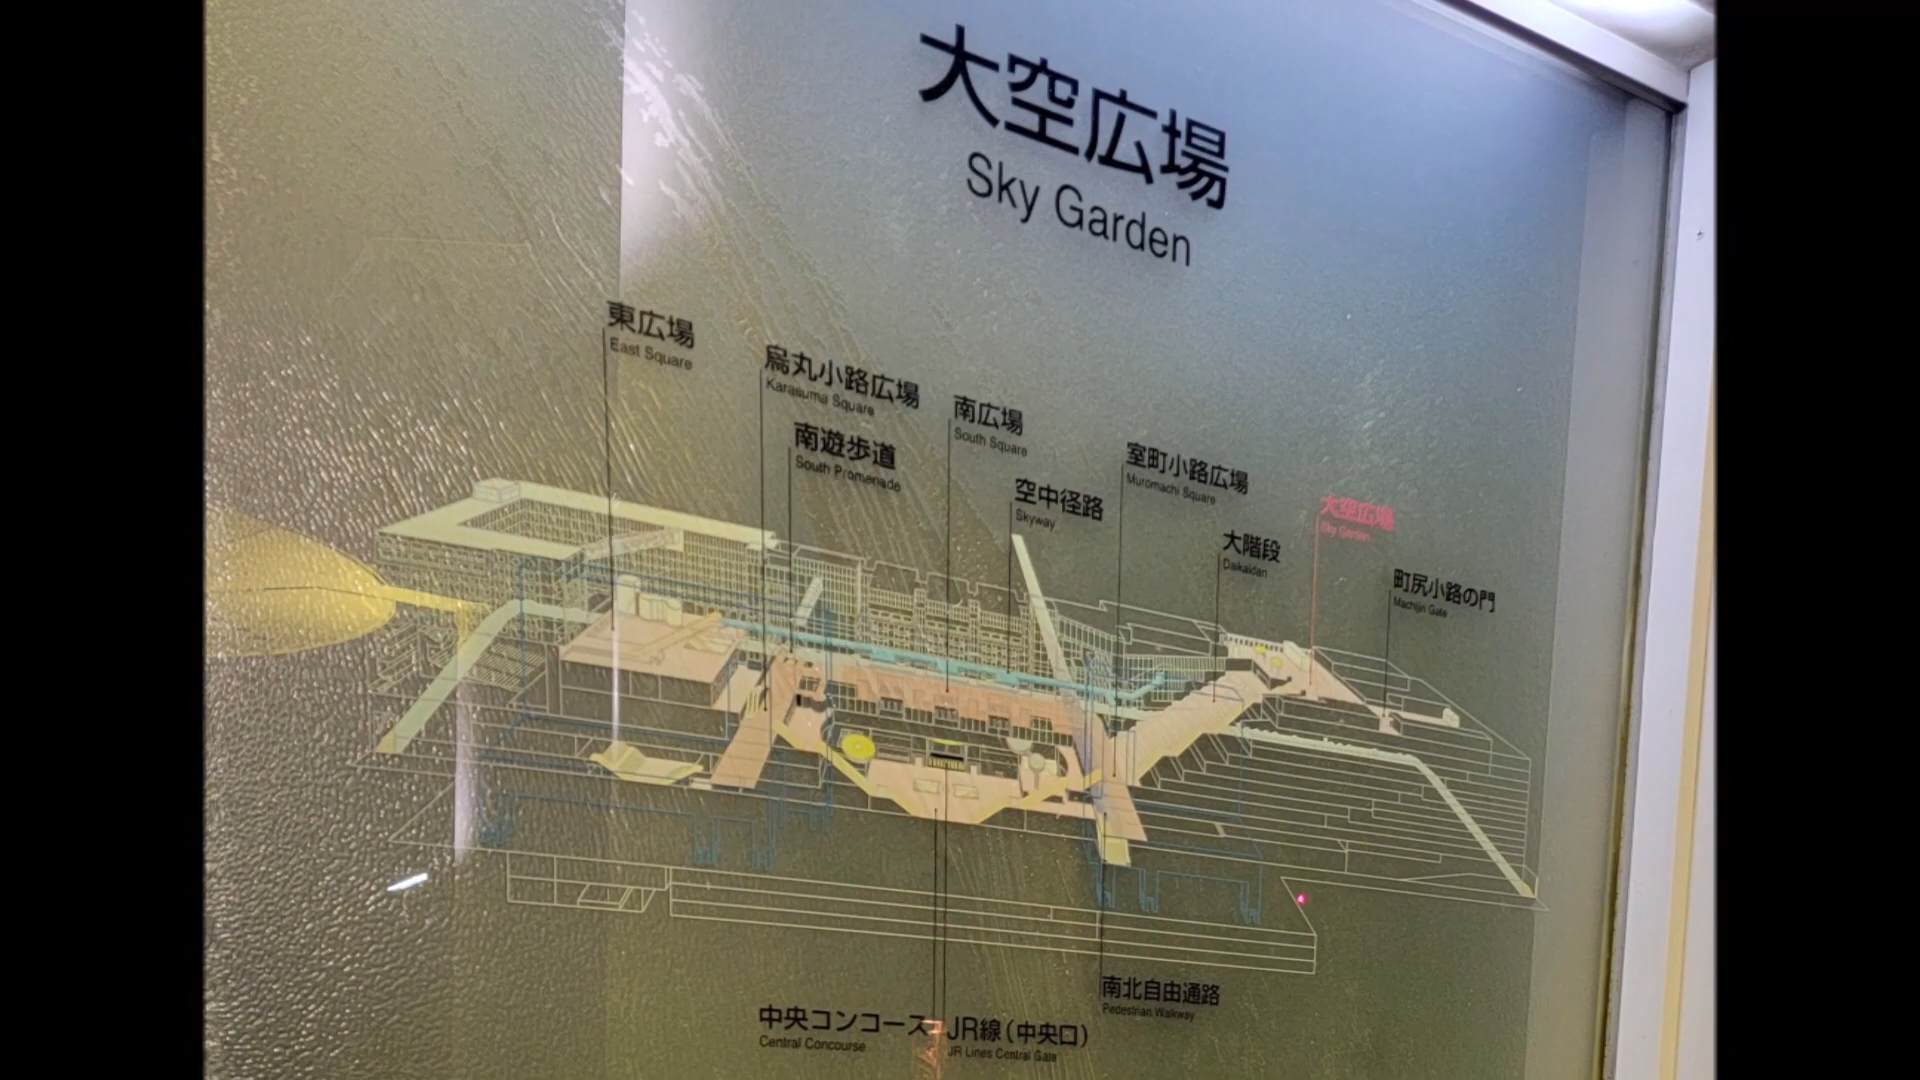 大空広場
Sky Garden
東広場
East Square
烏丸小路広場
Karasuma Square
南遊歩道
South Promenade
南広場
South Square
空中径路
Skyway
室町小路広場
Muromachi Square
大階段
Daikaidan
大空広場
Sky Garden
町尻小路の門
Machijiri Gate
中央コンコース
Central Concourse
JR線(中央口)
JR Lines Central Gate
南北自由通路
Pedestrian Walkway